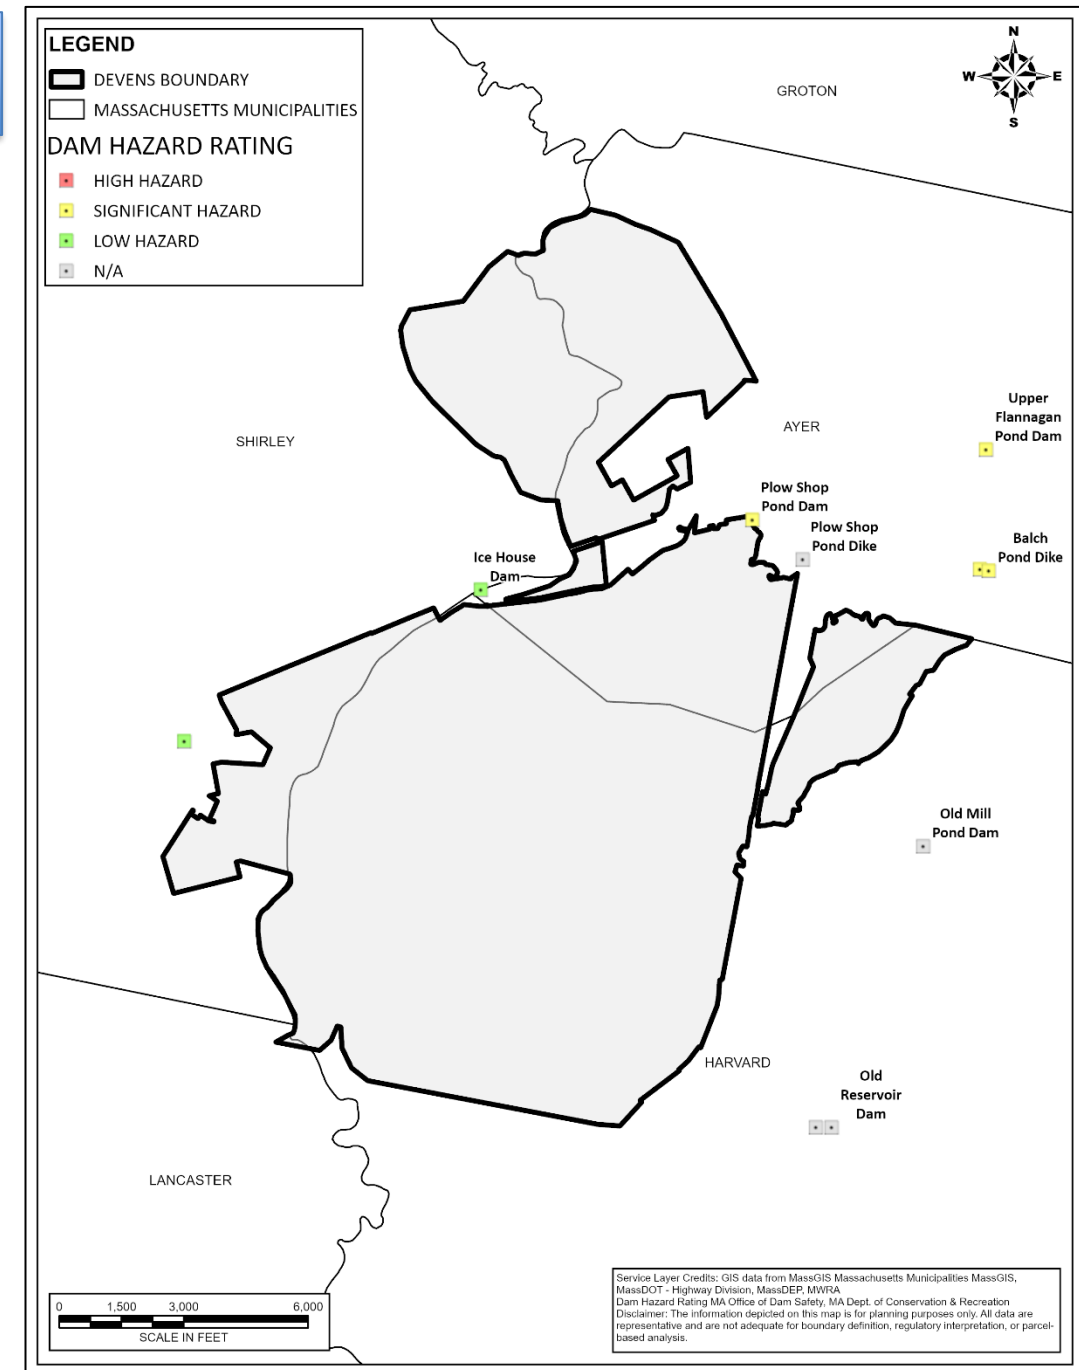 LEGEND
DEVENS BOUNDARY
MASSACHUSETTS MUNICIPALITIES
DAM HAZARD RATING
HIGH HAZARD
SIGNIFICANT HAZARD
LOW HAZARD
N/A
N
W
E
S
GROTON
SHIRLEY
AYER
Upper
Flannagan
Pond Dam
Plow Shop
Pond Dam
Plow Shop
Pond Dike
Balch
Pond Dike
Ice House
Dam
Old Mill
Pond Dam
HARVARD
Old
Reservoir
Dam
LANCASTER
0 1,500 3,000 6,000
SCALE IN FEET
Service Layer Credits: GIS data from MassGIS Massachusetts Municipalities MassGIS,
MassDOT - Highway Division, MassDEP, MWRA
Dam Hazard Rating MA Office of Dam Safety, MA Dept. of Conservation & Recreation
Disclaimer: The information depicted on this map is for planning purposes only. All data are
representative and are not adequate for boundary definition, regulatory interpretation, or parcel-
based analysis.